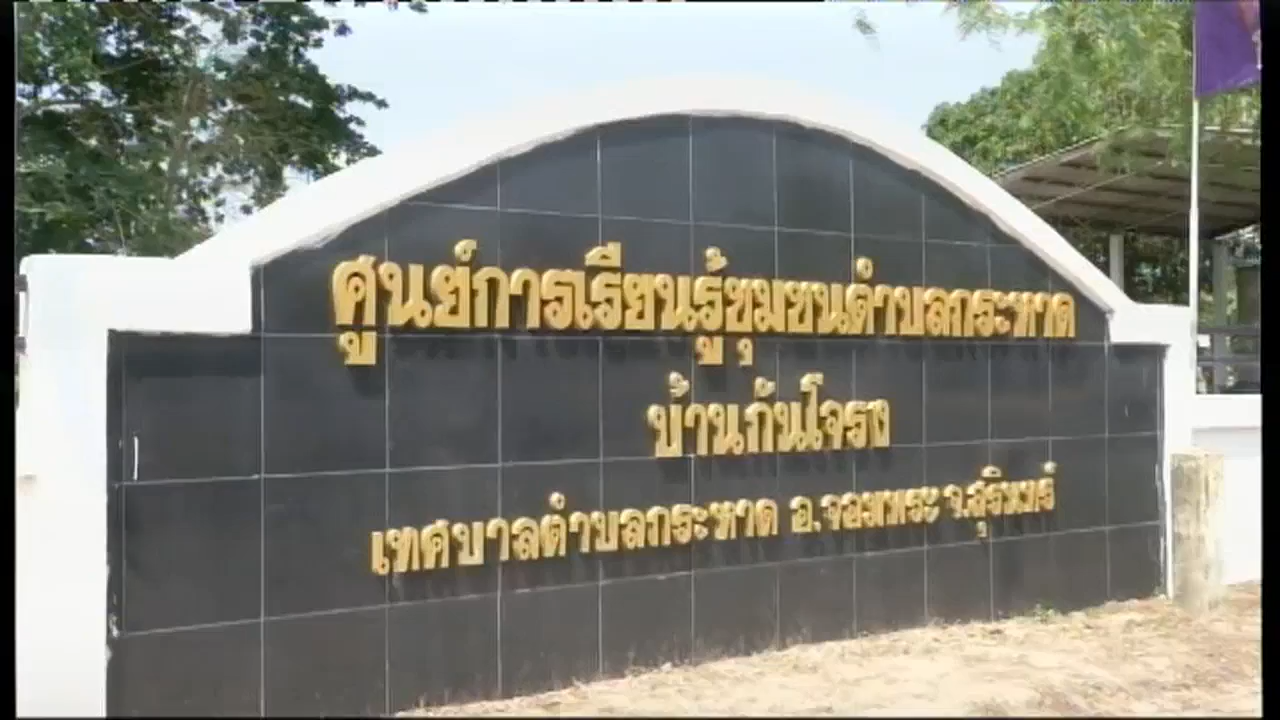 ศูนย์การเรียนรู้ชุมชนตำบลกระหาด
บ้านกันโจรง
เทศบาลตำบลกระหาด อ.จอมพระ จ.สุรินทร์